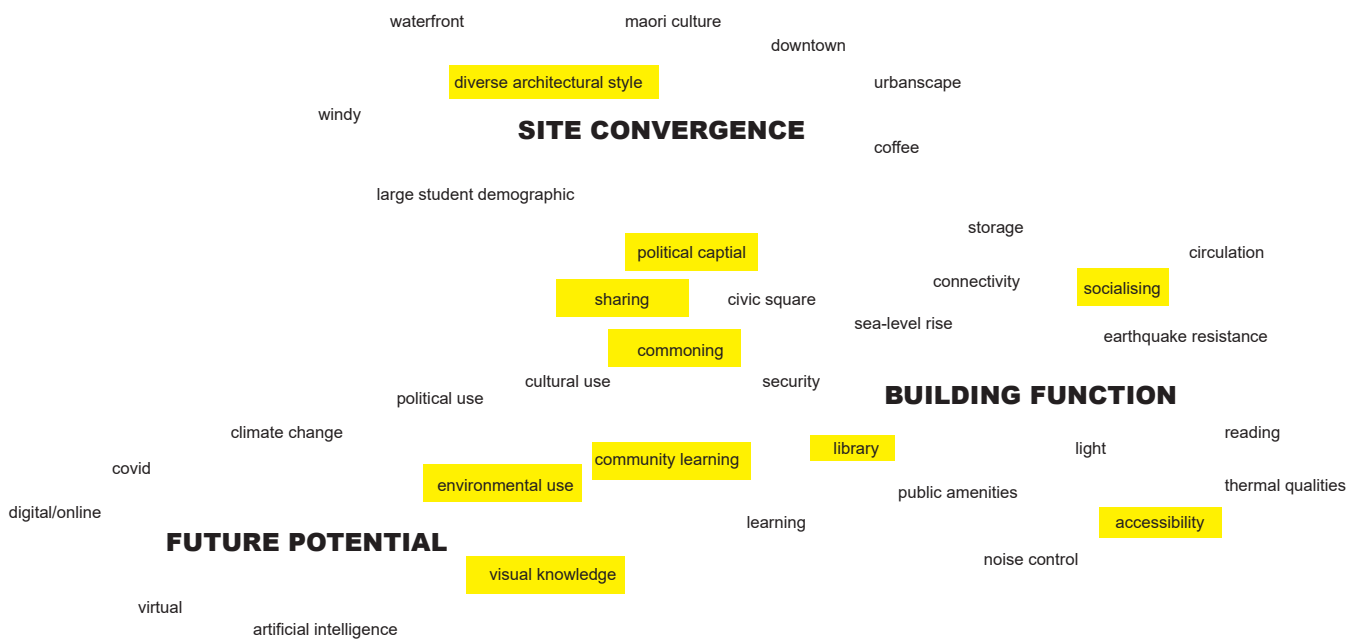 waterfront
maori culture
downtown
diverse architectural style
urbanscape
windy
SITE CONVERGENCE
coffee
large student demographic
storage
political captial
circulation
connectivity
socialising
sharing
civic square
sea-level rise
earthquake resistance
commoning
cultural use
security
political use
BUILDING FUNCTION
climate change
reading
library
light
community learning
covid
environmental use
thermal qualities
public amenities
digital/online
learning
accessibility
FUTURE POTENTIAL
noise control
visual knowledge
virtual
artificial intelligence